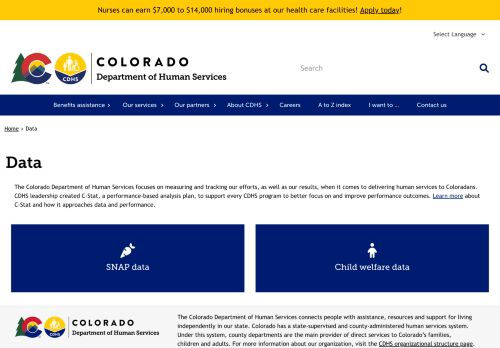 Nurses can earn $7,000 to $14,000 hiring bonuses at our health care facilities! Apply today!
Select Language
CDHS
COLORADO
Department of Human Services
Search
Benefits assistance › Our services › Our partners › About CDHS › Careers A to Z index I want to ... Contact us
Home › Data
Data
The Colorado Department of Human Services focuses on measuring and tracking our efforts, as well as our results, when it comes to delivering human services to Coloradans.
CDHS leadership created C-Stat, a performance-based analysis plan, to support every CDHS program to better focus on and improve performance outcomes. Learn more about
C-Stat and how it approaches data and performance.
SNAP data
Child welfare data
CDHS
COLORADO
Department of Human Services
The Colorado Department of Human Services connects people with assistance, resources and support for living
independently in our state. Colorado has a state-supervised and county-administered human services system.
Under this system, county departments are the main provider of direct services to Colorado's families,
children and adults. For more information about our organization, visit the CDHS organizational structure page.